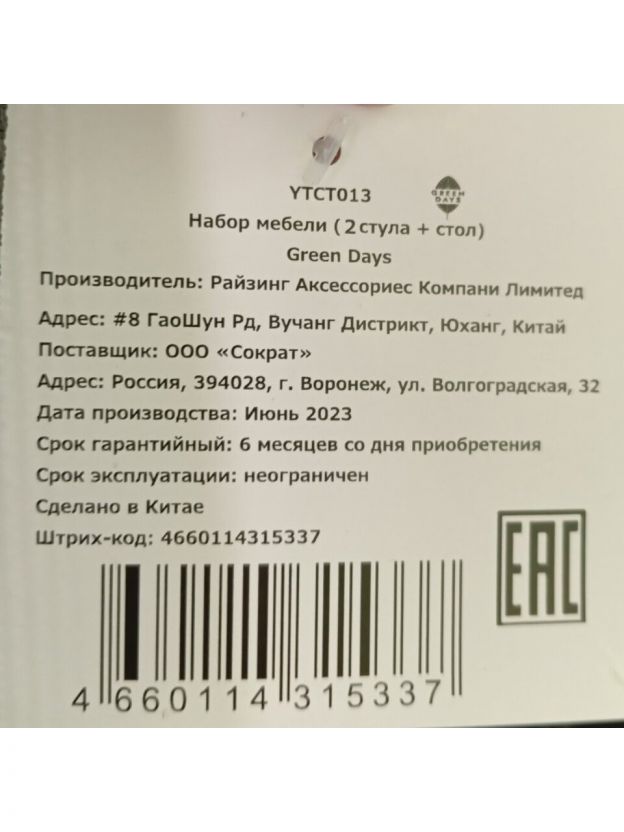 YTCT013
GREEN
DAYS
Набор мебели (2 стула + стол)
Green Days
Производитель: Райзинг Аксессориес Компани Лимитед
Адрес: #8 ГаоШун Рд, Вучанг Дистрикт, Юханг, Китай
Поставщик: ООО «Сократ»
Адрес: Россия, 394028, г. Воронеж, ул. Волгоградская, 32
Дата производства: Июнь 2023
Срок гарантийный: 6 месяцев со дня приобретения
Срок эксплуатации: неограничен
Сделано в Китае
Штрих-код: 4660114315337
EAC
4 660114 315337